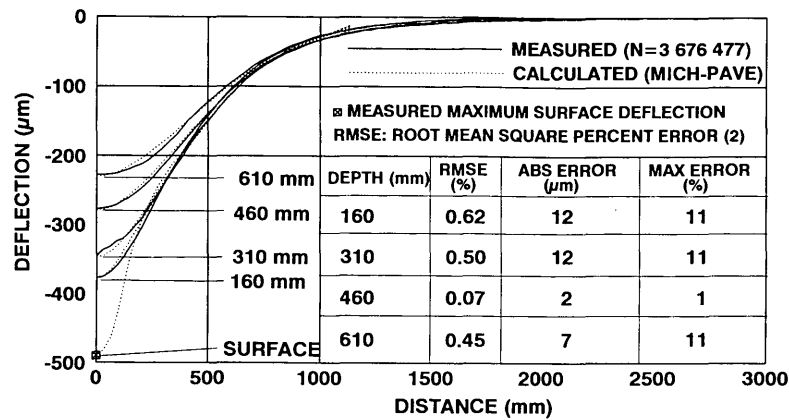 0
-100
-200
-300
-400
-500
DEFLECTION (µm)
MEASURED (N=3 676 477)
CALCULATED (MICH-PAVE)
⊠ MEASURED MAXIMUM SURFACE DEFLECTION
RMSE: ROOT MEAN SQUARE PERCENT ERROR (2)
DEPTH (mm) RMSE (%) ABS ERROR (µm) MAX ERROR (%)
160 0.62 12 11
310 0.50 12 11
460 0.07 2 1
610 0.45 7 11
610 mm
460 mm
310 mm
160 mm
SURFACE
0 500 1000 1500 2000 2500 3000
DISTANCE (mm)